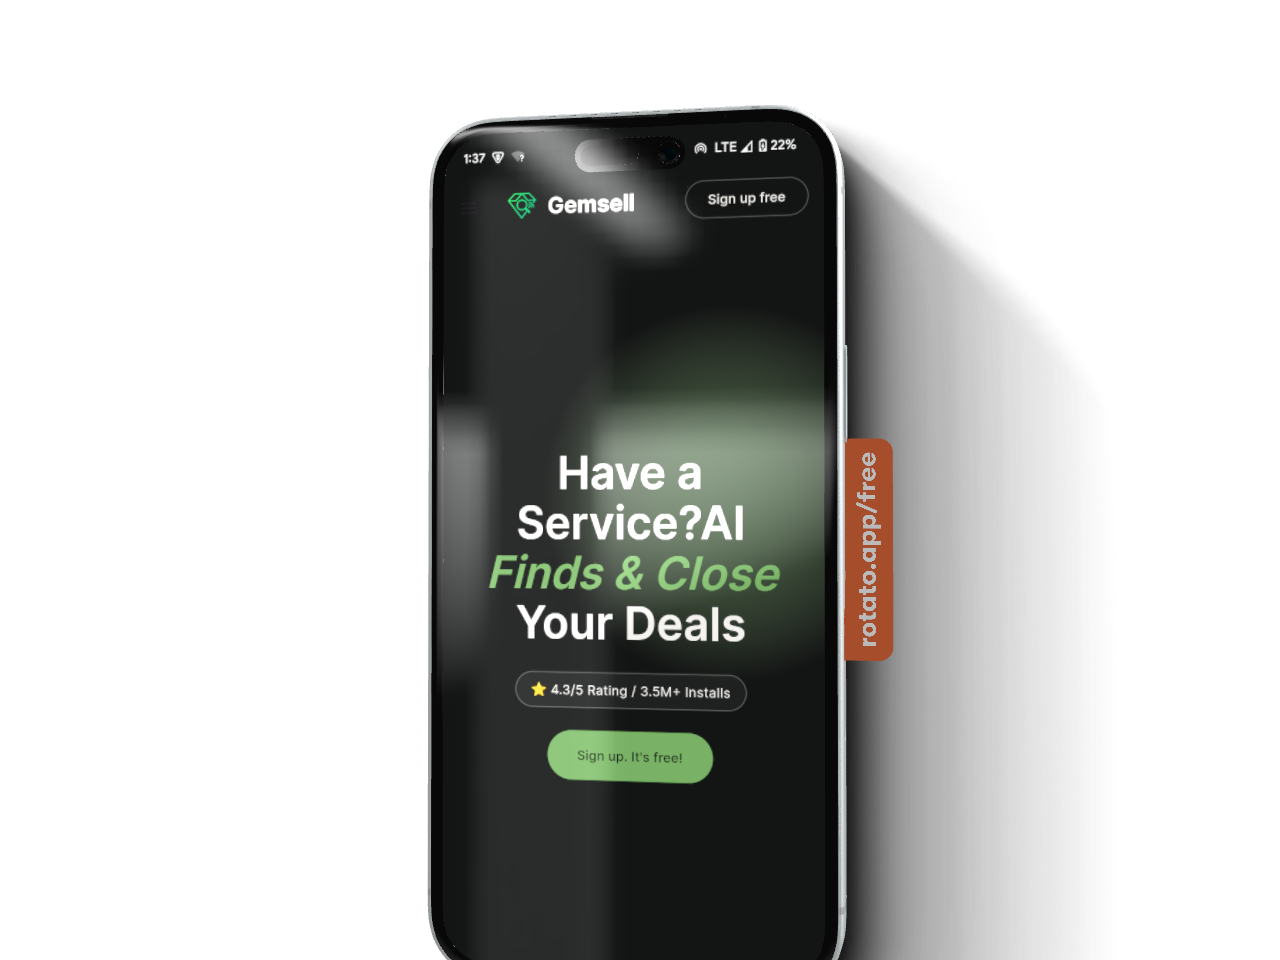 1:37
LTE 22%
Gemsell
Sign up free
Have a
Service?AI
Finds & Close
Your Deals
⭐ 4.3/5 Rating / 3.5M+ Installs
Sign up. It's free!
rotato.app/free